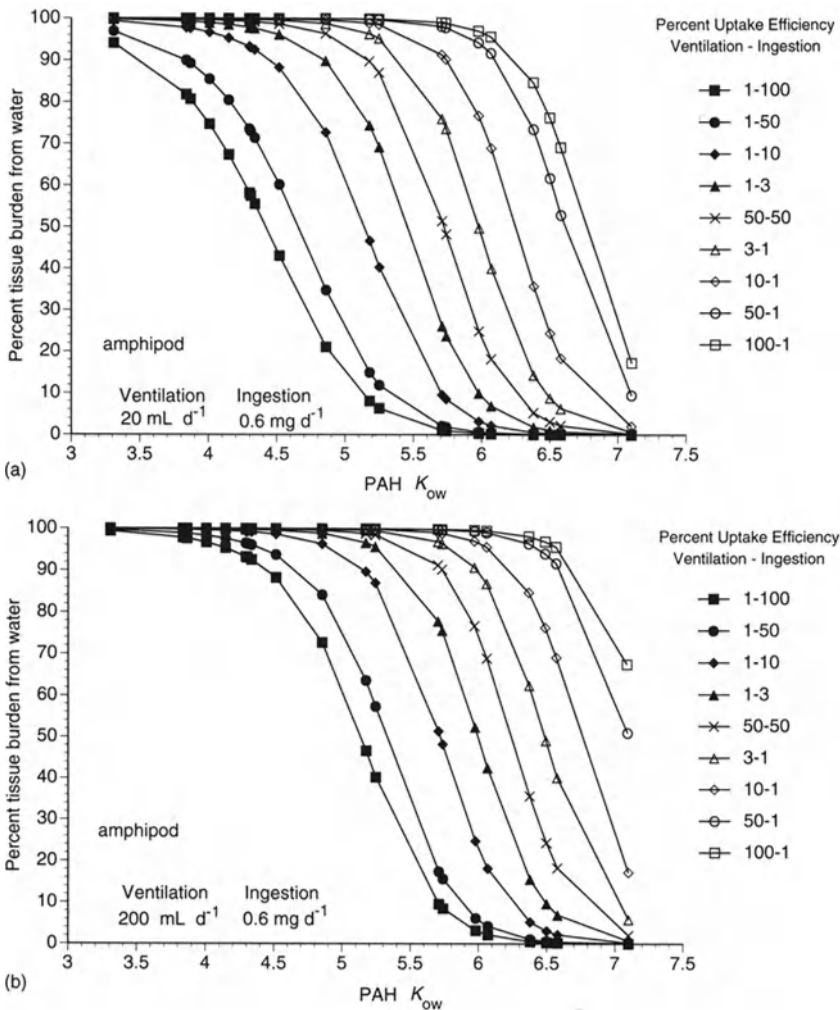 Percent tissue burden from water
100
90
80
70
60
50
40
30
20
10
0
amphipod
Ventilation Ingestion
20 mL d-1 0.6 mg d-1
3 3.5 4 4.5 5 5.5 6 6.5 7 7.5
(a)
PAH Kow
Percent Uptake Efficiency
Ventilation - Ingestion
1-100
1-50
1-10
1-3
50-50
3-1
10-1
50-1
100-1
Percent tissue burden from water
100
90
80
70
60
50
40
30
20
10
0
amphipod
Ventilation Ingestion
200 mL d-1 0.6 mg d-1
3 3.5 4 4.5 5 5.5 6 6.5 7 7.5
(b)
PAH Kow
Percent Uptake Efficiency
Ventilation - Ingestion
1-100
1-50
1-10
1-3
50-50
3-1
10-1
50-1
100-1